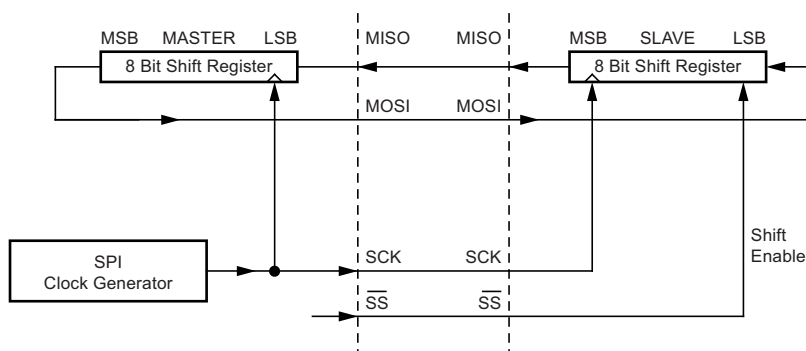 MSB MASTER LSB MISO MISO MSB SLAVE LSB
8 Bit Shift Register 8 Bit Shift Register
MOSI MOSI
Shift
Enable
SPI
Clock Generator
SCK SCK
SS SS